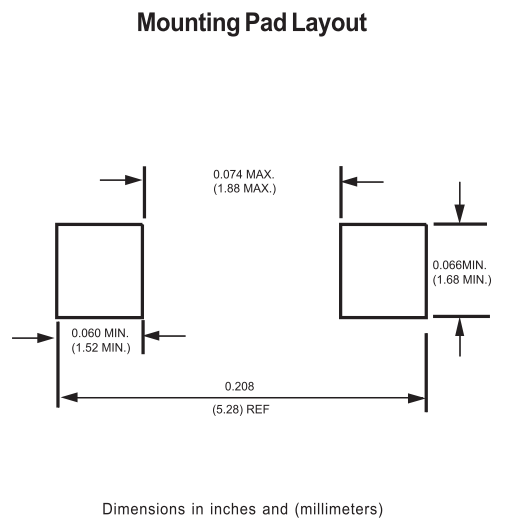 Mounting Pad Layout
0.074 MAX.
(1.88 MAX.)
0.066MIN.
(1.68 MIN.)
0.060 MIN.
(1.52 MIN.)
0.208
(5.28) REF
Dimensions in inches and (millimeters)